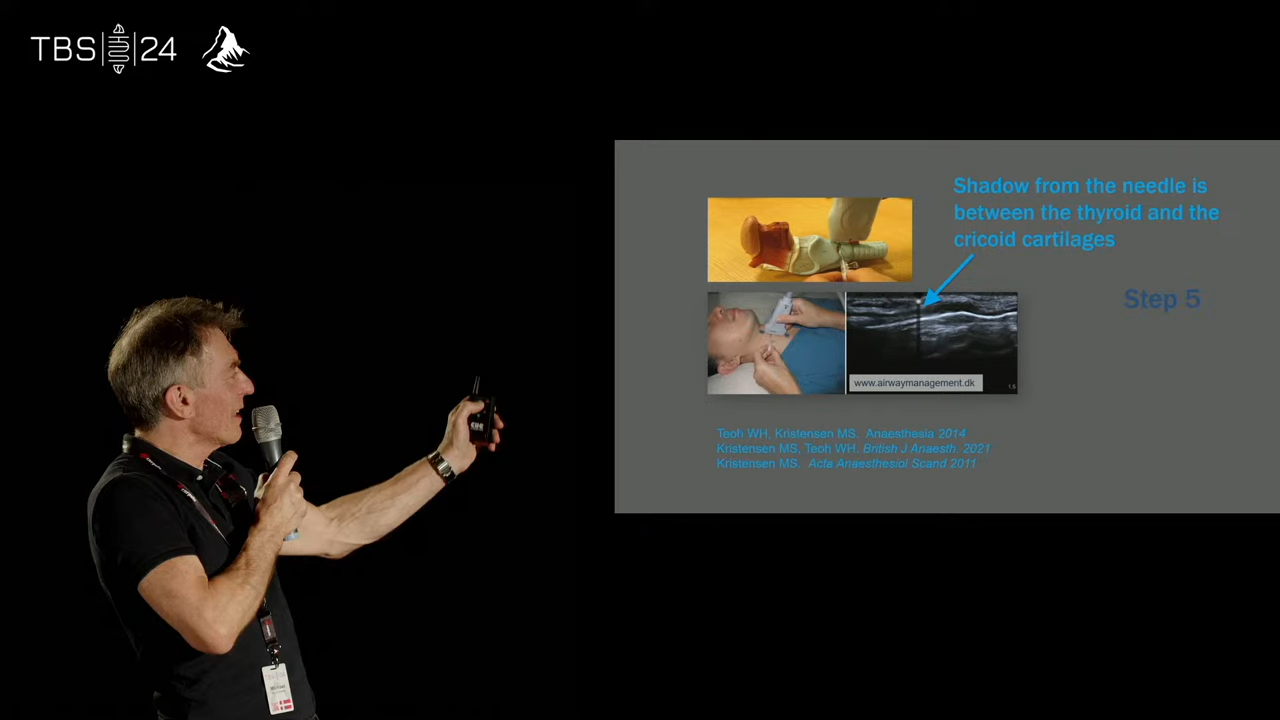 TBS 24
Shadow from the needle is
between the thyroid and the
cricoid cartilages
Step 5
www.airwaymanagement.dk
1.5
Teoh WH, Kristensen MS. Anaesthesia 2014
Kristensen MS, Teoh WH. British J Anaesth. 2021
Kristensen MS. Acta Anaesthesiol Scand 2011